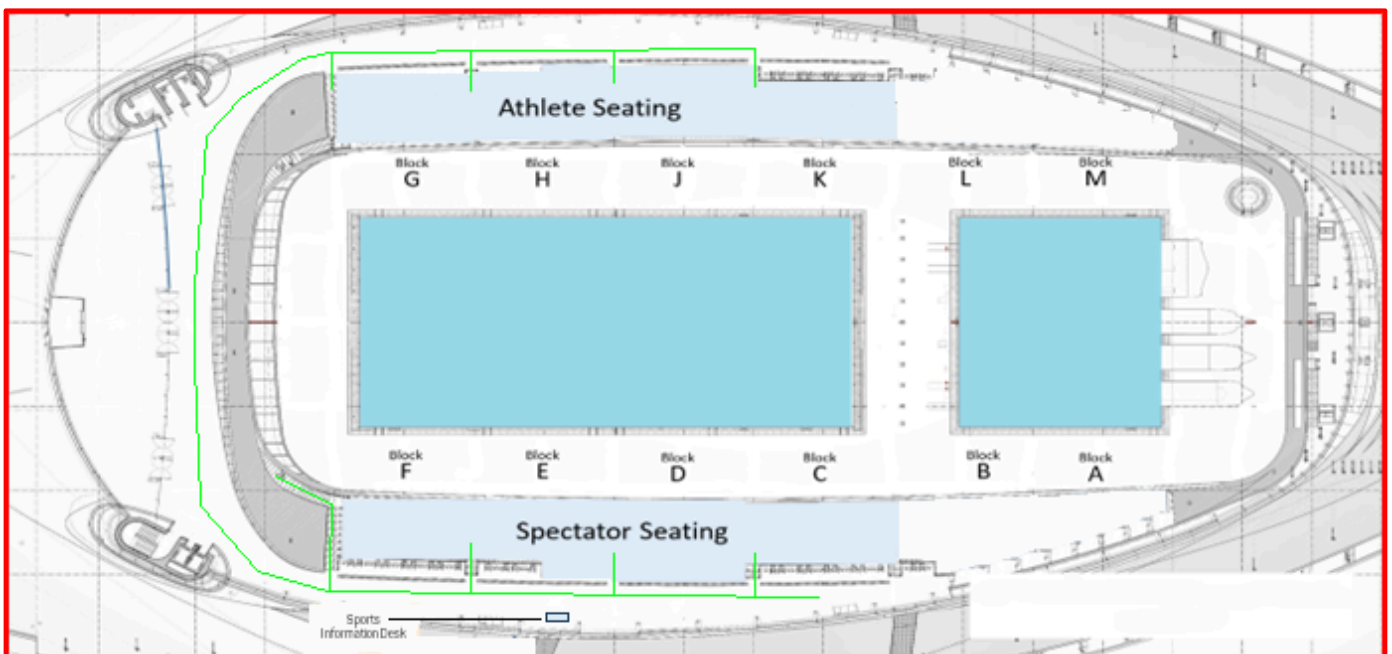 Athlete Seating
Block
G
Block
H
Block
J
Block
K
Block
L
Block
M
Block
F
Block
E
Block
D
Block
C
Block
B
Block
A
Spectator Seating
Sports
Information Desk